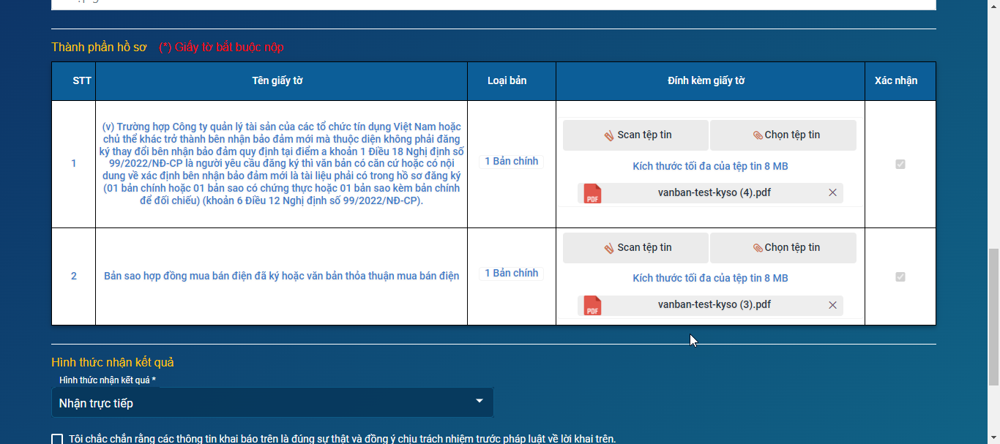 Thành phần hồ sơ (*) Giấy tờ bắt buộc nộp
STT Tên giấy tờ Loại bản Đính kèm giấy tờ Xác nhận
1
(v) Trường hợp Công ty quản lý tài sản của các tổ chức tín dụng Việt Nam hoặc
chủ thể khác trở thành bên nhận bảo đảm mới mà thuộc diện không phải đăng
ký thay đổi bên nhận bảo đảm quy định tại điểm a khoản 1 Điều 18 Nghị định số
99/2022/NĐ-CP là người yêu cầu đăng ký thì văn bản có căn cứ hoặc có nội
dung về xác định bên nhận bảo đảm mới là tài liệu phải có trong hồ sơ đăng ký
(01 bản chính hoặc 01 bản sao có chứng thực hoặc 01 bản sao kèm bản chính
để đối chiếu) (khoản 6 Điều 12 Nghị định số 99/2022/NĐ-CP).
1 Bản chính
Scan tệp tin Chọn tệp tin
Kích thước tối đa của tệp tin 8 MB
PDF vanban-test-kyso (4).pdf
2
Bản sao hợp đồng mua bán điện đã ký hoặc văn bản thỏa thuận mua bán điện
1 Bản chính
Scan tệp tin Chọn tệp tin
Kích thước tối đa của tệp tin 8 MB
PDF vanban-test-kyso (3).pdf
Hình thức nhận kết quả
Hình thức nhận kết quả *
Nhận trực tiếp
Tôi chắc chắn rằng các thông tin khai báo trên là đúng sự thật và đồng ý chịu trách nhiệm trước pháp luật về lời khai trên.